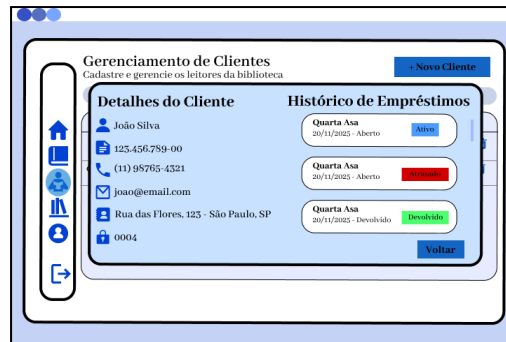 Gerenciamento de Clientes
Cadastre e gerencie os leitores da biblioteca
+Novo Cliente
Detalhes do Cliente
João Silva
123.456.789-00
(11) 98765-4321
joao@email.com
Rua das Flores, 123 - São Paulo, SP
0004
Histórico de Empréstimos
Quarta Asa
20/11/2025 - Aberto
Ativo
Quarta Asa
20/11/2025 - Aberto
Atrasado
Quarta Asa
20/11/2025 - Devolvido
Devolvido
Voltar